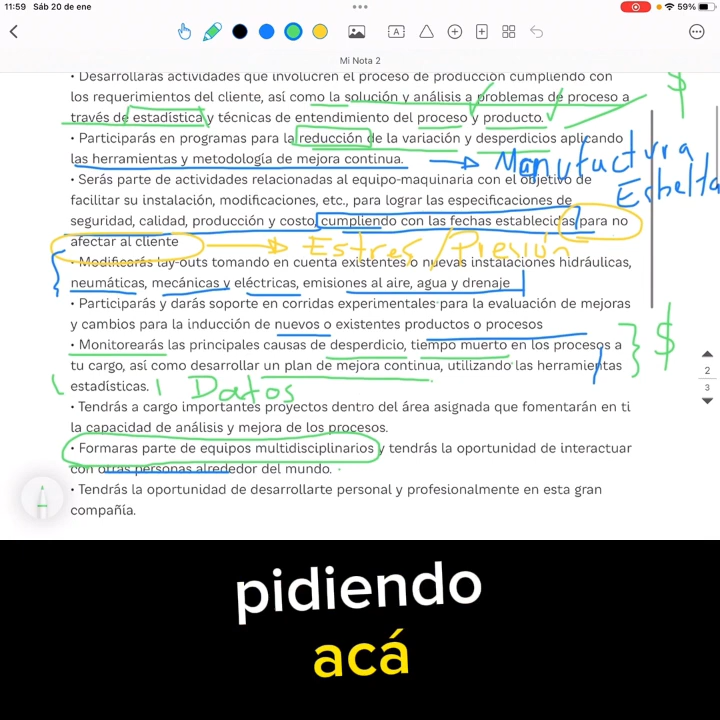 11:59 Sáb 20 de ene
59%
A
Mi Nota 2
• Desarrollarás actividades que involucren el proceso de producción cumpliendo con
los requerimientos del cliente, así como la solución y análisis a problemas de proceso a
través de estadística y técnicas de entendimiento del proceso y producto.
$
• Participarás en programas para la reducción de la variación y desperdicios aplicando
las herramientas y metodología de mejora continua.
Manufactura
Esbelta
• Serás parte de actividades relacionadas al equipo-maquinaria con el objetivo de
facilitar su instalación, modificaciones, etc., para lograr las especificaciones de
seguridad, calidad, producción y costo, cumpliendo con las fechas establecidas para no
afectar al cliente
Estres/Presión
• Modificarás lay-outs tomando en cuenta existentes o nuevas instalaciones hidráulicas,
neumáticas, mecánicas y eléctricas, emisiones al aire, agua y drenaje
• Participarás y darás soporte en corridas experimentales para la evaluación de mejoras
y cambios para la inducción de nuevos o existentes productos o procesos
• Monitorearás las principales causas de desperdicio, tiempo muerto en los procesos a
tu cargo, así como desarrollar un plan de mejora continua, utilizando las herramientas
estadísticas.
Datos
$
2
3
• Tendrás a cargo importantes proyectos dentro del área asignada que fomentarán en ti
la capacidad de análisis y mejora de los procesos.
• Formaras parte de equipos multidisciplinarios y tendrás la oportunidad de interactuar
con otras personas alrededor del mundo.
• Tendrás la oportunidad de desarrollarte personal y profesionalmente en esta gran
compañía.
pidiendo
acá